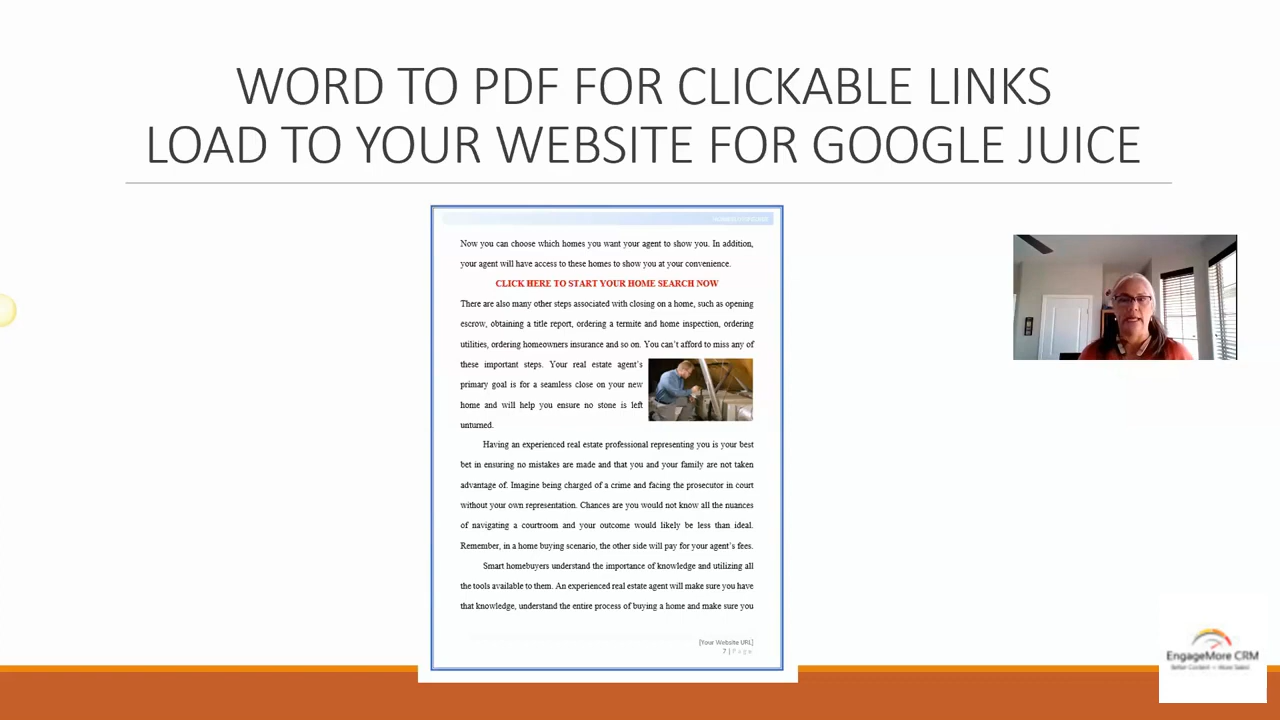 WORD TO PDF FOR CLICKABLE LINKS
LOAD TO YOUR WEBSITE FOR GOOGLE JUICE
Now you can choose which homes you want your agent to show you. In addition,
your agent will have access to these homes to show you at your convenience.
CLICK HERE TO START YOUR HOME SEARCH NOW
There are also many other steps associated with closing on a home, such as opening
escrow, obtaining a title report, ordering a termite and home inspection, ordering
utilities, ordering homeowners insurance and so on. You can't afford to miss any of
these important steps. Your real estate agent's
primary goal is for a seamless close on your new
home and will help you ensure no stone is left
unturned.
Having an experienced real estate professional representing you is your best
bet in ensuring no mistakes are made and that you and your family are not taken
advantage of. Imagine being charged of a crime and facing the prosecutor in court
without your own representation. Chances are you would not know all the nuances
of navigating a courtroom and your outcome would likely be less than ideal.
Remember, in a home buying scenario, the other side will pay for your agent's fees.
Smart homebuyers understand the importance of knowledge and utilizing all
the tools available to them. An experienced real estate agent will make sure you have
that knowledge, understand the entire process of buying a home and make sure you
[Your Website URL]
7 | Page
EngageMore CRM